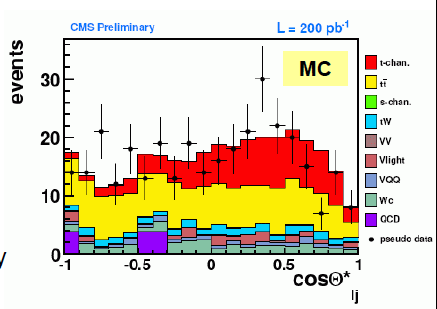 CMS Preliminary L = 200 pb-1
MC
events
30
20
10
0
-1 -0.5 0 0.5 1
cosΘ*
lj
t-chan.
tt̄
s-chan.
tW
VV
Vlight
VQQ
Wc
QCD
pseudo data
y